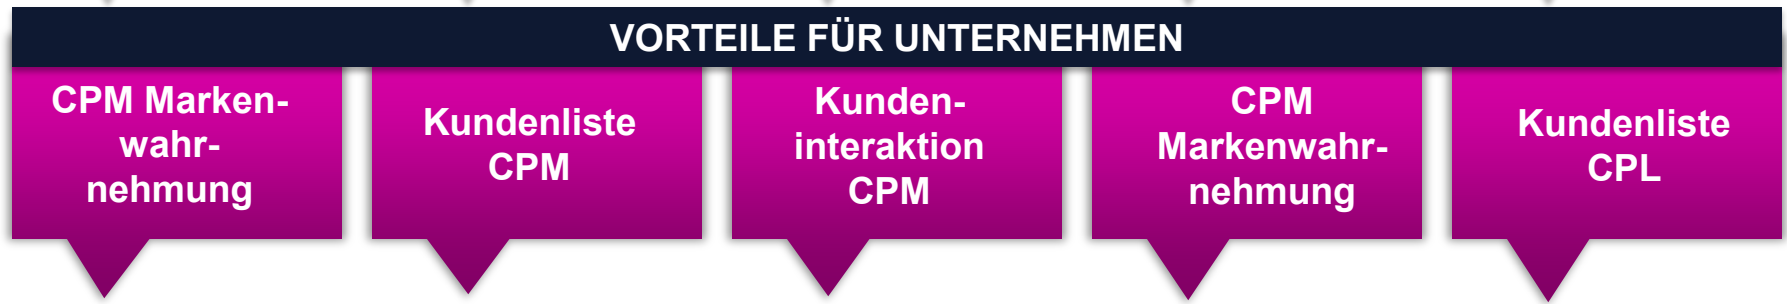 VORTEILE FÜR UNTERNEHMEN
CPM Marken-
wahr-
nehmung
Kundenliste
CPM
Kunden-
interaktion
CPM
CPM
Markenwahr-
nehmung
Kundenliste
CPL